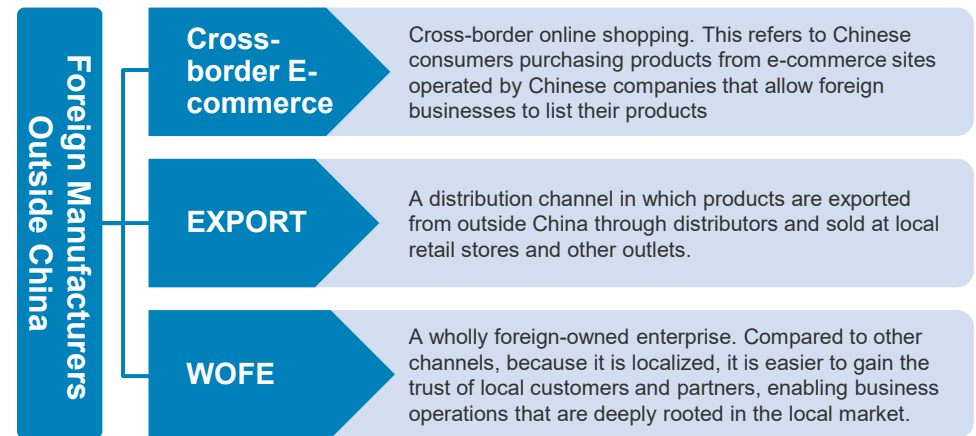 Foreign Manufacturers
Outside China
Cross-
border E-
commerce
Cross-border online shopping. This refers to Chinese
consumers purchasing products from e-commerce sites
operated by Chinese companies that allow foreign
businesses to list their products
EXPORT
A distribution channel in which products are exported
from outside China through distributors and sold at local
retail stores and other outlets.
WOFE
A wholly foreign-owned enterprise. Compared to other
channels, because it is localized, it is easier to gain the
trust of local customers and partners, enabling business
operations that are deeply rooted in the local market.